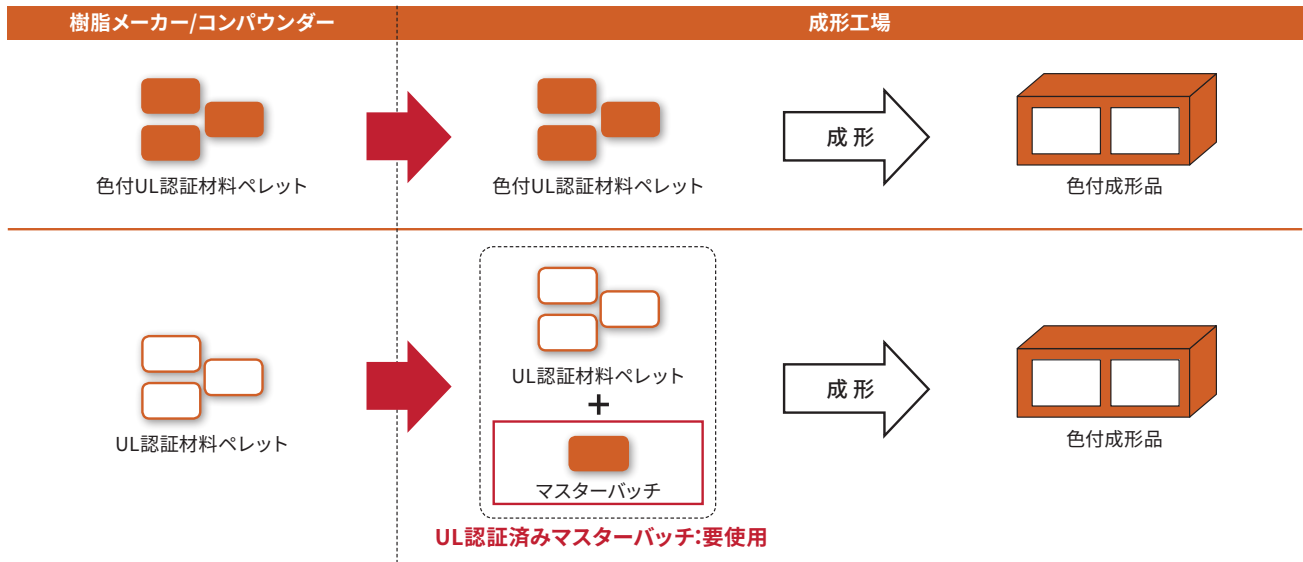 樹脂メーカー/コンパウンダー
成形工場
色付UL認証材料ペレット
色付UL認証材料ペレット
成 形
色付成形品
UL認証材料ペレット
UL認証材料ペレット
+
マスターバッチ
UL認証済みマスターバッチ:要使用
成 形
色付成形品